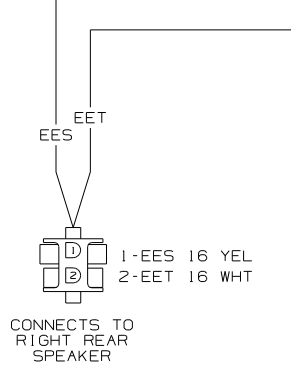 EET
EES
1
2
1-EES 16 YEL
2-EET 16 WHT
CONNECTS TO
RIGHT REAR
SPEAKER